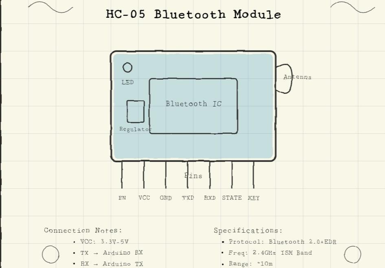 HC-05 Bluetooth Module
LED
Antenna
Bluetooth IC
Regulator
Pins
EN VCC GND TXD RXD STATE KEY
Connection Notes:
• VCC: 3.3V-5V
• TX → Arduino RX
• RX → Arduino TX
Specifications:
• Protocol: Bluetooth 2.0+EDR
• Freq: 2.4GHz ISM Band
• Range: ~10m